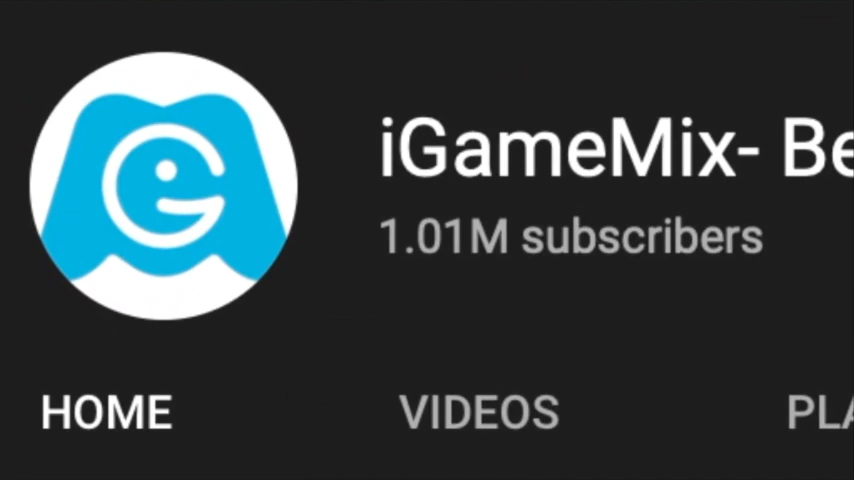 iGameMix- Be
1.01M subscribers
HOME
VIDEOS
PLA